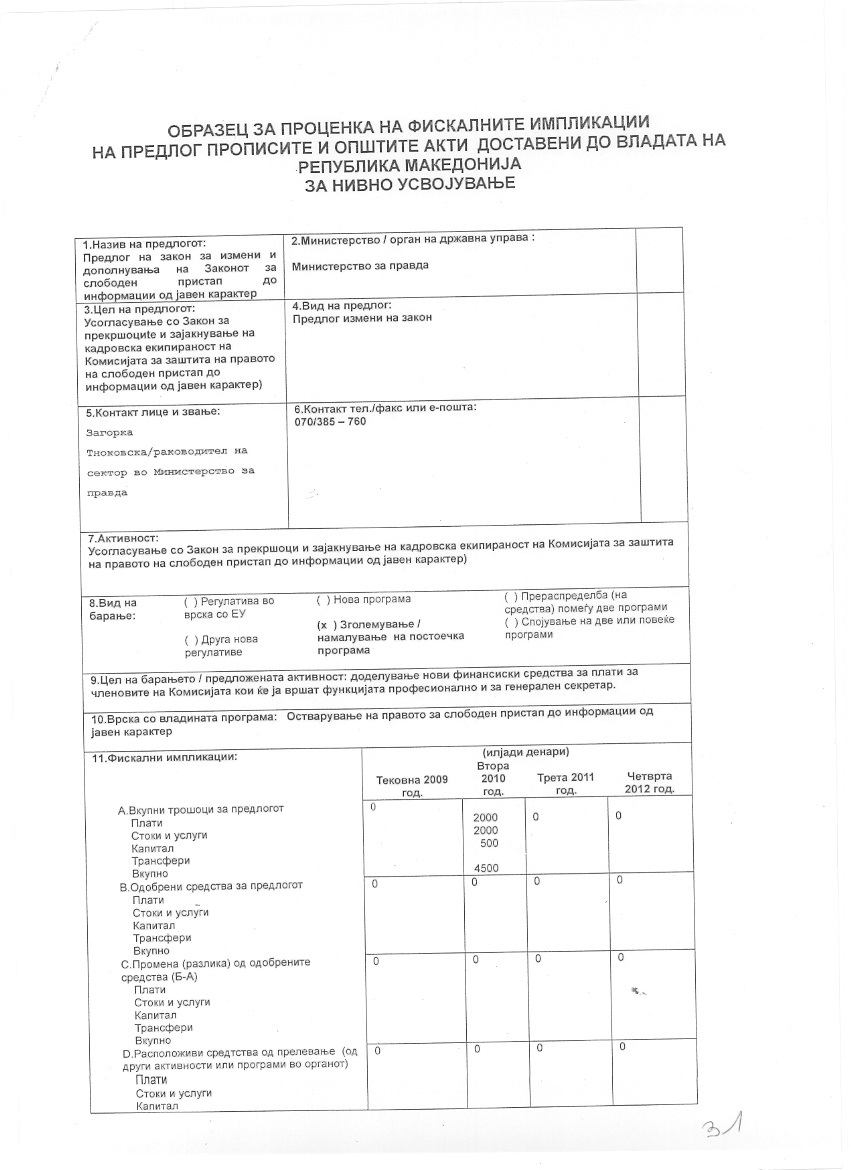 ОБРАЗЕЦ ЗА ПРОЦЕНКА НА ФИСКАЛНИТЕ ИМПЛИКАЦИИ
НА ПРЕДЛОГ ПРОПИСИТЕ И ОПШТИТЕ АКТИ ДОСТАВЕНИ ДО ВЛАДАТА НА
РЕПУБЛИКА МАКЕДОНИЈА
ЗА НИВНО УСВОЈУВАЊЕ
1.Назив на предлогот:
Предлог на закон за измени и
дополнувања на Законот за
слободен пристап до
информации од јавен карактер
2.Министерство / орган на државна управа :
Министерство за правда
3.Цел на предлогот:
Усогласување со Закон за
прекршоциte и зајакнување на
кадровска екипираност на
Комисијата за заштита на правото
на слободен пристап до
информации од јавен карактер)
4.Вид на предлог:
Предлог измени на закон
5.Контакт лице и звање:
Загорка
Тноковска/раководител на
сектор во Министерство за
правда
6.Контакт тел./факс или е-пошта:
070/385 – 760
7.Активност:
Усогласување со Закон за прекршоци и зајакнување на кадровска екипираност на Комисијата за заштита
на правото на слободен пристап до информации од јавен карактер)
8.Вид на
барање:
( ) Регулатива во
врска со ЕУ
( ) Друга нова
регулативе
( ) Нова програма
(x ) Зголемување /
намалување на постоечка
програма
( ) Прераспределба (на
средства) помеѓу две програми
( ) Спојување на две или повеќе
програми
9.Цел на барањето / предложената активност: доделување нови финансиски средства за плати за
членовите на Комисијата кои ќе ја вршат функцијата професионално и за генерален секретар.
10.Врска со владината програма: Остварување на правото за слободен пристап до информации од
јавен карактер
11.Фискални импликации:
(илјади денари)
Тековна 2009
год.
Втора
2010
год.
Трета 2011
год.
Четврта
2012 год.
А.Вкупни трошоци за предлогот 0
Плати 2000 0 0
Стоки и услуги 2000
Капитал 500
Трансфери
Вкупно 4500
В.Одобрени средства за предлогот 0 0 0 0
Плати
Стоки и услуги
Капитал
Трансфери
Вкупно
С.Промена (разлика) од одобрените 0 0 0 0
средства (Б-А)
Плати
Стоки и услуги
Капитал
Трансфери
Вкупно
D.Расположиви средтства од прелевање (од 0 0 0 0
други активности или програми во органот)
Плати
Стоки и услуги
Капитал
31